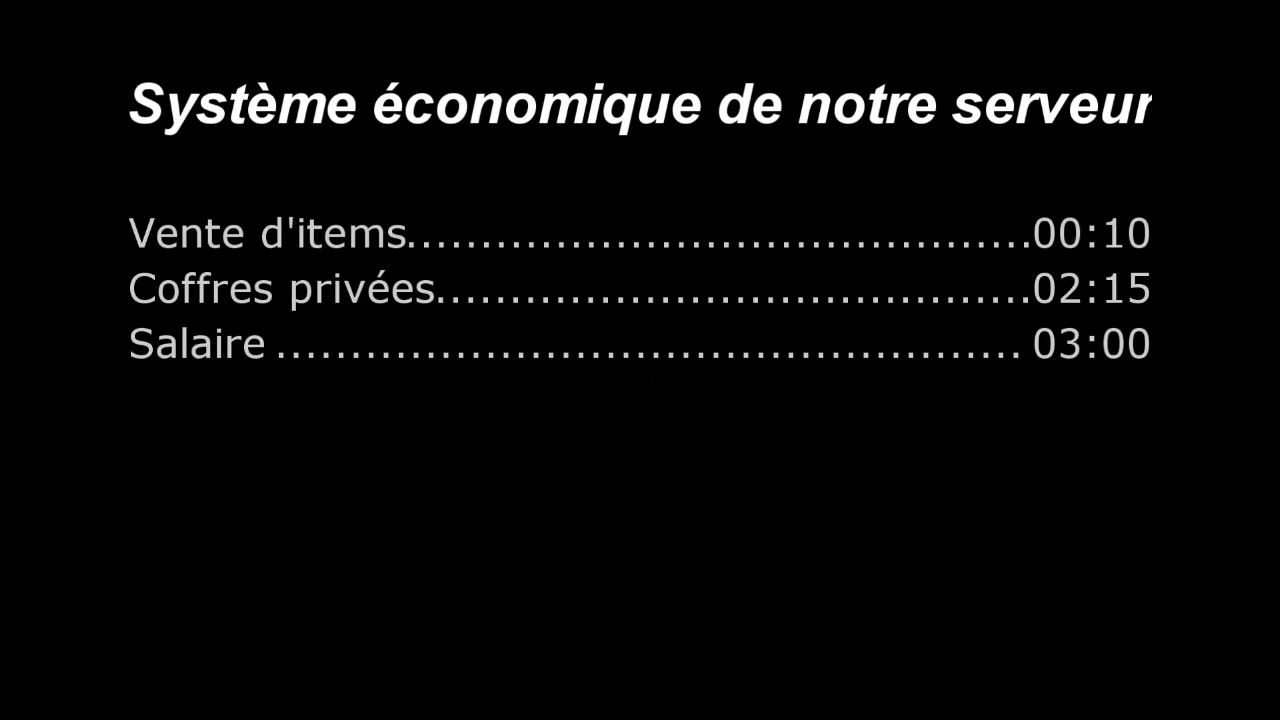 Système économique de notre serveur
Vente d'items..........................................00:10
Coffres privées........................................02:15
Salaire .................................................. 03:00